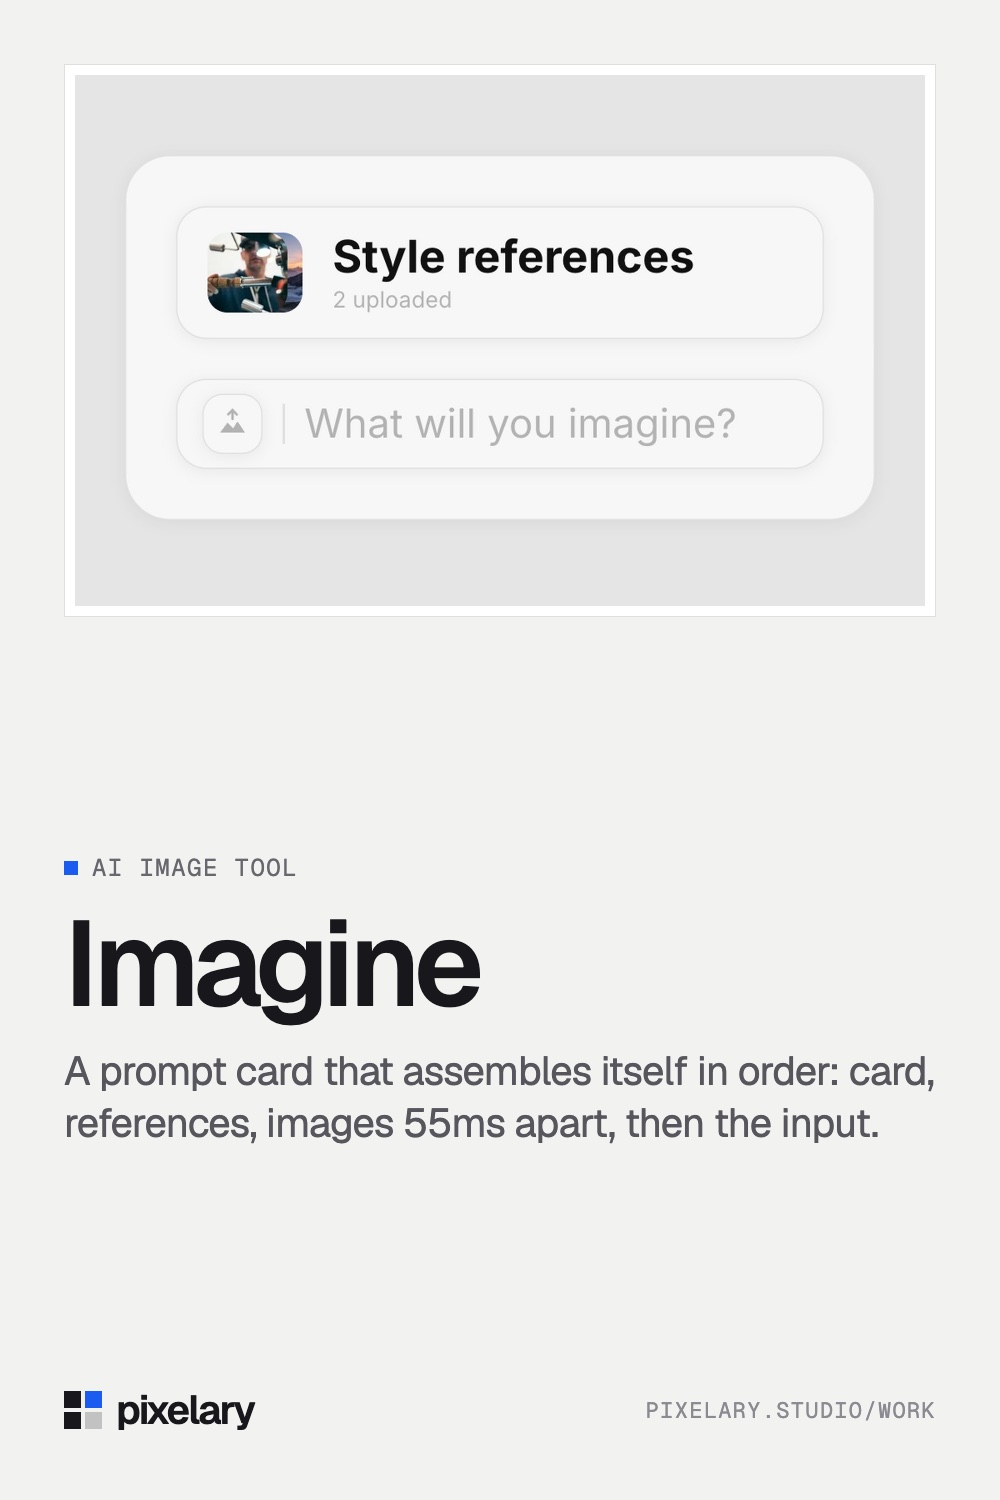 Style references
2 uploaded
What will you imagine?
AI IMAGE TOOL
Imagine
A prompt card that assembles itself in order: card,
references, images 55ms apart, then the input.
pixelary
PIXELARY.STUDIO/WORK